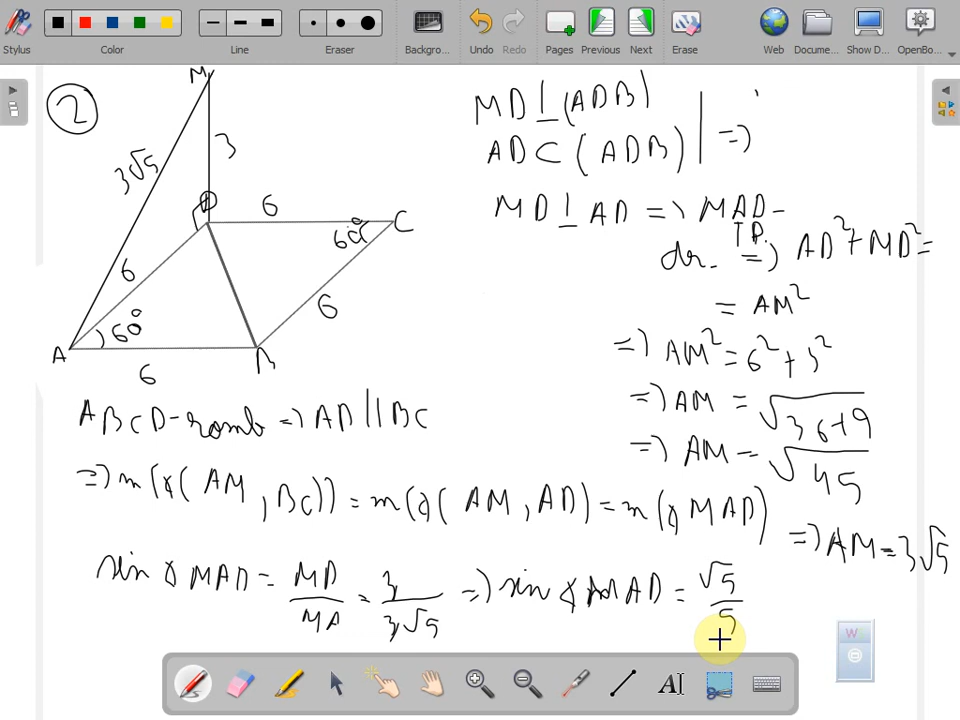 Stylus
Color
Line
Eraser
Backgro...
Undo
Redo
Pages
Previous
Next
Erase
Web
Docume...
Show D...
OpenBo...
2
M
3√5
3
D
6
C
60°
6
60°
6
A
6
B
MD⊥(ADB)
ADC(ADB) | =>
MD⊥AD => MAD-
dr. T.P. => AD²+MD²=
= AM²
=> AM² = 6²+3²
=> AM = √36+9
=> AM = √45
=> AM = 3√5
ABCD-romb => AD||BC
=> m(∢(AM,BC)) = m(∢(AM,AD) = m(∢MAD)
sin∢MAD = MD/MA = 3/3√5 => sin∢MAD = √5/5